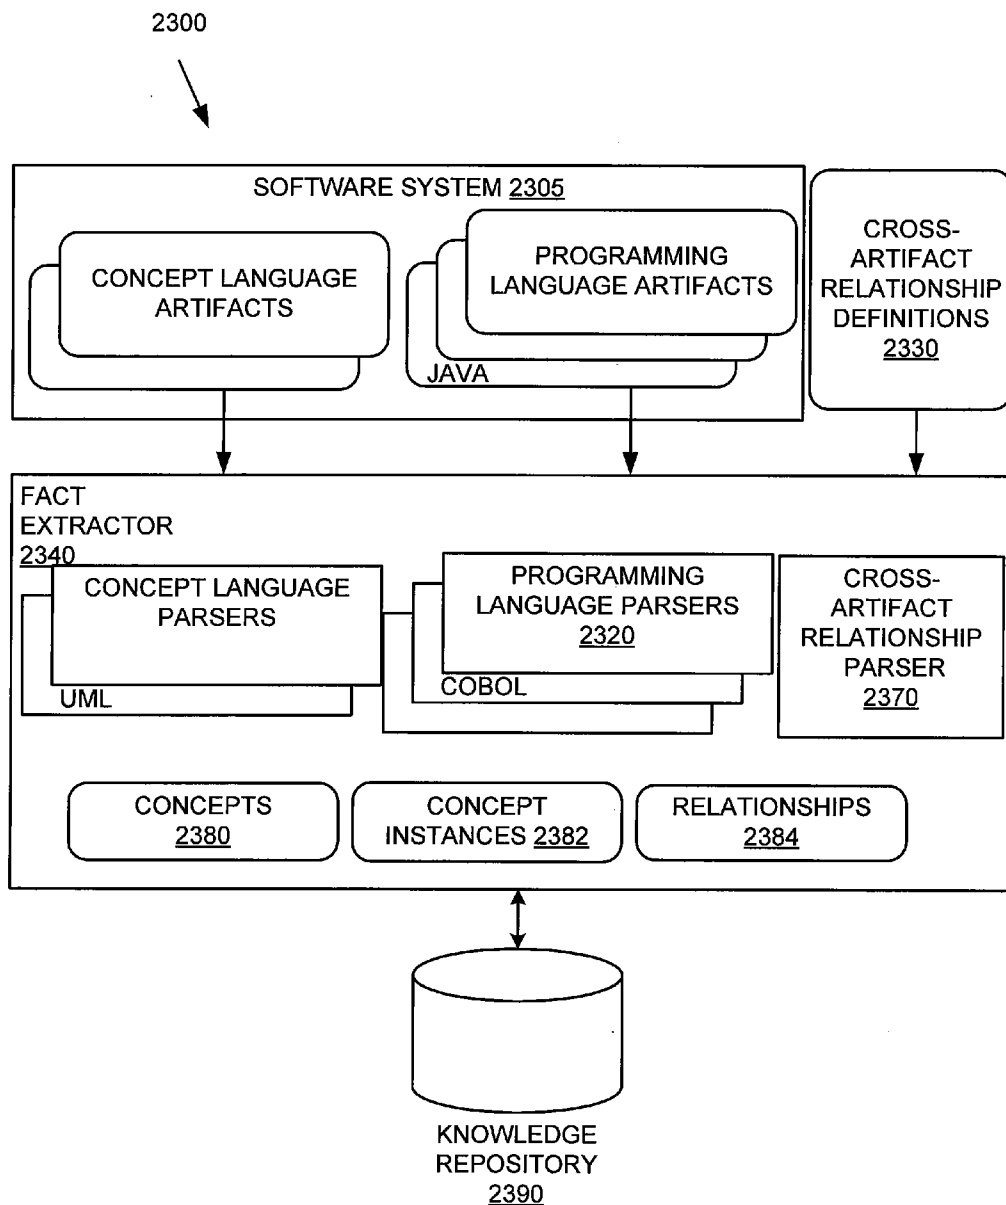 2300
SOFTWARE SYSTEM 2305
CONCEPT LANGUAGE
ARTIFACTS
PROGRAMMING
LANGUAGE ARTIFACTS
JAVA
CROSS-
ARTIFACT
RELATIONSHIP
DEFINITIONS
2330
FACT
EXTRACTOR
2340
CONCEPT LANGUAGE
PARSERS
UML
PROGRAMMING
LANGUAGE PARSERS
2320
COBOL
CROSS-
ARTIFACT
RELATIONSHIP
PARSER
2370
CONCEPTS
2380
CONCEPT
INSTANCES 2382
RELATIONSHIPS
2384
KNOWLEDGE
REPOSITORY
2390